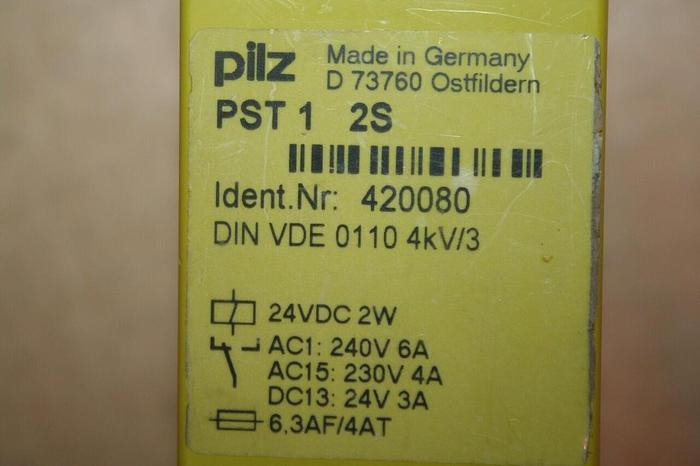 pilz Made in Germany
D 73760 Ostfildern
PST 1 2S
Ident.Nr: 420080
DIN VDE 0110 4kV/3
24VDC 2W
AC1: 240V 6A
AC15: 230V 4A
DC13: 24V 3A
6,3AF/4AT